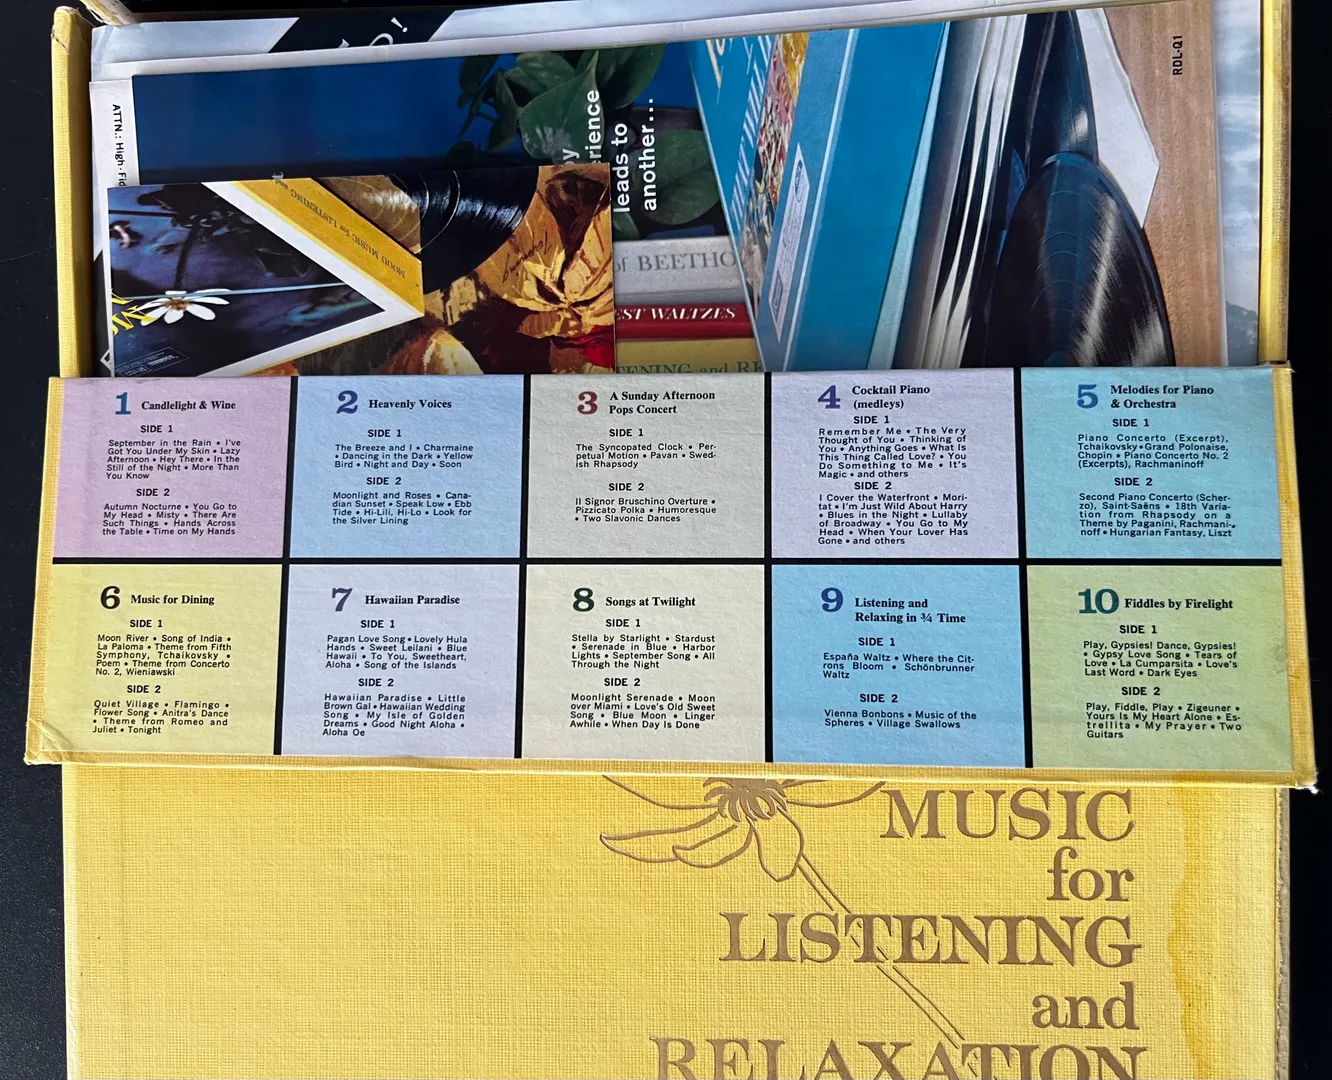 ATTN.: High-Fid
erience
leads to
another...
RDL-Q1
MOOD MUSIC for LISTENING and
of BEETHO
EST WALTZES
TENING and RE
1 Candlelight & Wine
SIDE 1
September in the Rain • I've
Got You Under My Skin • Lazy
Afternoon • Hey There • In the
Still of the Night • More Than
You Know
SIDE 2
Autumn Nocturne • You Go to
My Head • Misty • There Are
Such Things • Hands Across
the Table • Time on My Hands
2 Heavenly Voices
SIDE 1
The Breeze and I • Charmaine
• Dancing in the Dark • Yellow
Bird • Night and Day • Soon
SIDE 2
Moonlight and Roses • Cana-
dian Sunset • Speak Low • Ebb
Tide • Hi-Lili, Hi-Lo • Look for
the Silver Lining
3 A Sunday Afternoon
Pops Concert
SIDE 1
The Syncopated Clock • Per-
petual Motion • Pavan • Swed-
ish Rhapsody
SIDE 2
Il Signor Bruschino Overture •
Pizzicato Polka • Humoresque
• Two Slavonic Dances
4 Cocktail Piano
(medleys)
SIDE 1
Remember Me • The Very
Thought of You • Thinking of
You • Anything Goes • What Is
This Thing Called Love? • You
Do Something to Me • It's
Magic • and others
SIDE 2
I Cover the Waterfront • Mori-
tat • I'm Just Wild About Harry
• Blues in the Night • Lullaby
of Broadway • You Go to My
Head • When Your Lover Has
Gone • and others
5 Melodies for Piano
& Orchestra
SIDE 1
Piano Concerto (Excerpt),
Tchaikovsky • Grand Polonaise,
Chopin • Piano Concerto No. 2
(Excerpts), Rachmaninoff
SIDE 2
Second Piano Concerto (Scher-
zo), Saint-Saëns • 18th Varia-
tion from Rhapsody on a
Theme by Paganini, Rachmani-
noff • Hungarian Fantasy, Liszt
6 Music for Dining
SIDE 1
Moon River • Song of India •
La Paloma • Theme from Fifth
Symphony, Tchaikovsky •
Poem • Theme from Concerto
No. 2, Wieniawski
SIDE 2
Quiet Village • Flamingo •
Flower Song • Anitra's Dance
• Theme from Romeo and
Juliet • Tonight
7 Hawaiian Paradise
SIDE 1
Pagan Love Song • Lovely Hula
Hands • Sweet Leilani • Blue
Hawaii • To You, Sweetheart,
Aloha • Song of the Islands
SIDE 2
Hawaiian Paradise • Little
Brown Gal • Hawaiian Wedding
Song • My Isle of Golden
Dreams • Good Night Aloha •
Aloha Oe
8 Songs at Twilight
SIDE 1
Stella by Starlight • Stardust
• Serenade in Blue • Harbor
Lights • September Song • All
Through the Night
SIDE 2
Moonlight Serenade • Moon
over Miami • Love's Old Sweet
Song • Blue Moon • Linger
Awhile • When Day Is Done
9 Listening and
Relaxing in ¾ Time
SIDE 1
España Waltz • Where the Cit-
rons Bloom • Schönbrunner
Waltz
SIDE 2
Vienna Bonbons • Music of the
Spheres • Village Swallows
10 Fiddles by Firelight
SIDE 1
Play, Gypsies! Dance, Gypsies!
• Gypsy Love Song • Tears of
Love • La Cumparsita • Love's
Last Word • Dark Eyes
SIDE 2
Play, Fiddle, Play • Zigeuner •
Yours Is My Heart Alone • Es-
trellita • My Prayer • Two
Guitars
MUSIC
for
LISTENING
and
RELAXATION